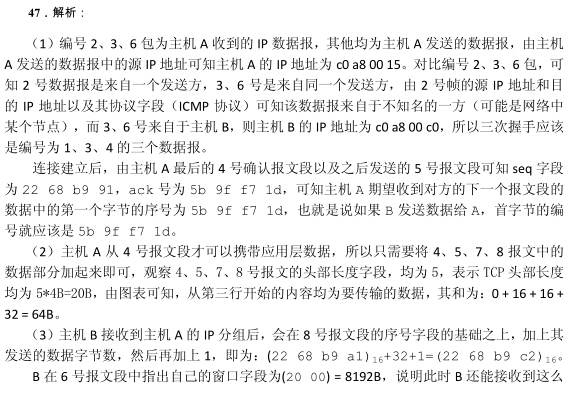 47．解析：
（1）编号 2、3、6 包为主机 A 收到的 IP 数据报，其他均为主机 A 发送的数据报，由主机
A 发送的数据报中的源 IP 地址可知主机 A 的 IP 地址为 c0 a8 00 15。对比编号 2、3、6 包，可
知 2 号数据报是来自一个发送方，3、6 号是来自同一个发送方，由 2 号帧的源 IP 地址和目
的 IP 地址以及其协议字段（ICMP 协议）可知该数据报来自于不知名的一方（可能是网络中
某个节点），而 3、6 号来自于主机 B，则主机 B 的 IP 地址为 c0 a8 00 c0，所以三次握手应该
是编号为 1、3、4 的三个数据报。
连接建立后，由主机 A 最后的 4 号确认报文段以及之后发送的 5 号报文段可知 seq 字段
为 22 68 b9 91，ack 号为 5b 9f f7 1d，可知主机 A 期望收到对方的下一个报文段的
数据中的第一个字节的序号为 5b 9f f7 1d，也就是说如果 B 发送数据给 A，首字节的编
号就应该是 5b 9f f7 1d。
（2）主机 A 从 4 号报文段才可以携带应用层数据，所以只需要将 4、5、7、8 报文中的
数据部分加起来即可，观察 4、5、7、8 号报文的头部长度字段，均为 5，表示 TCP 头部长度
均为 5*4B=20B，由图表可知，从第三行开始的内容均为要传输的数据，其和为：0 + 16 + 16 +
32 = 64B。
（3）主机 B 接收到主机 A 的 IP 分组后，会在 8 号报文段的序号字段的基础之上，加上其
发送的数据字节数，然后再加上 1，即为：(22 68 b9 a1)16+32+1=(22 68 b9 c2)16。
B 在 6 号报文段中指出自己的窗口字段为(20 00) = 8192B，说明此时 B 还能接收到这么